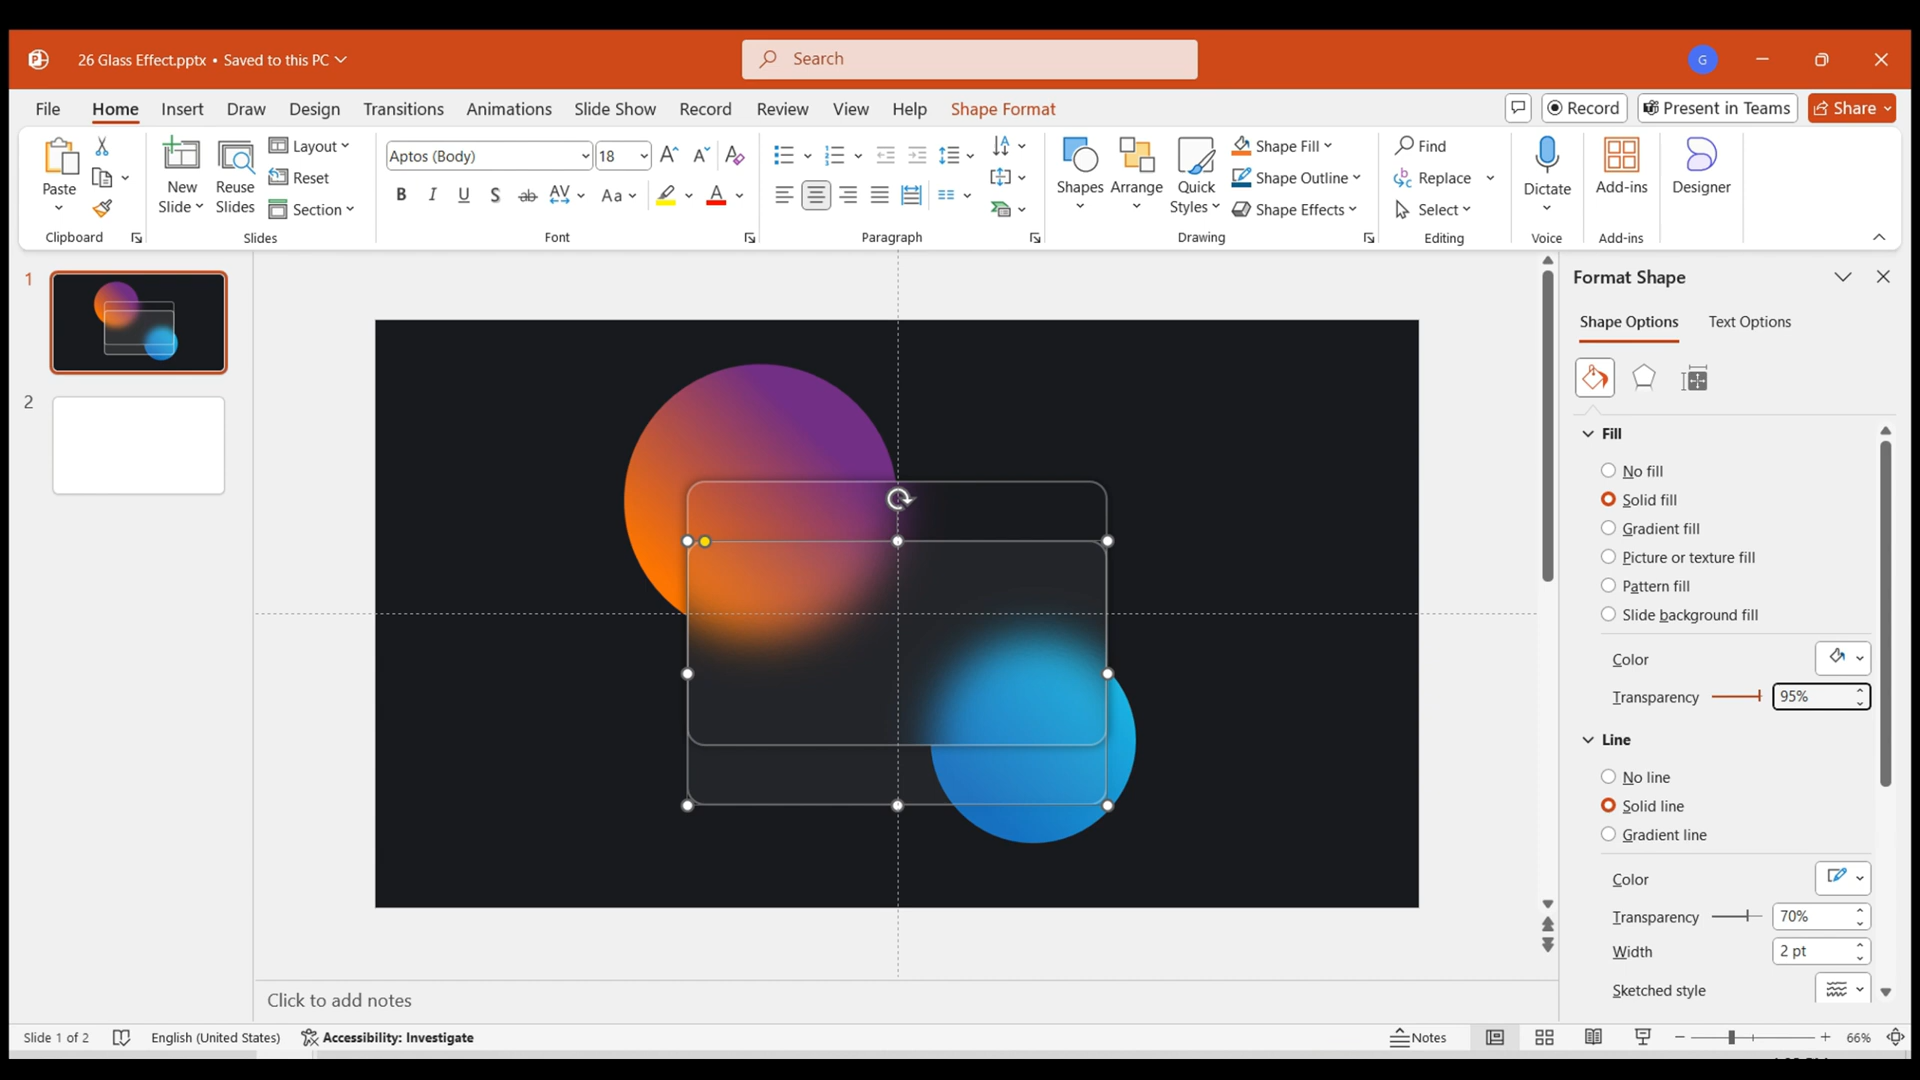 26 Glass Effect.pptx • Saved to this PC
Search
G
File Home Insert Draw Design Transitions Animations Slide Show Record Review View Help Shape Format
Record Present in Teams Share
Paste
Clipboard
New Slide
Reuse Slides
Layout
Reset
Section
Slides
Aptos (Body) 18
B I U S ab AV Aa A
Font
Paragraph
Shapes Arrange Quick Styles
Shape Fill
Shape Outline
Shape Effects
Drawing
Find
Replace
Select
Editing
Dictate
Voice
Add-ins
Add-ins
Designer
1
2
Format Shape
Shape Options Text Options
Fill
No fill
Solid fill
Gradient fill
Picture or texture fill
Pattern fill
Slide background fill
Color
Transparency 95%
Line
No line
Solid line
Gradient line
Color
Transparency 70%
Width 2 pt
Sketched style
Click to add notes
Slide 1 of 2 English (United States) Accessibility: Investigate Notes 66%